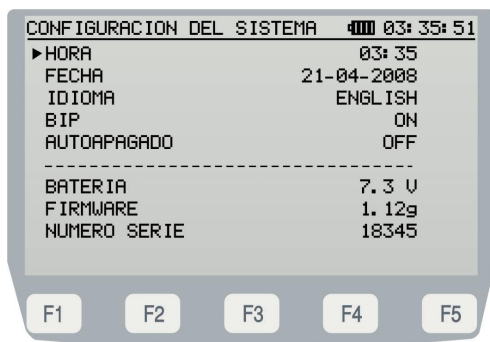 CONFIGURACION DEL SISTEMA 03:35:51
►HORA 03:35
FECHA 21-04-2008
IDIOMA ENGLISH
BIP ON
AUTOAPAGADO OFF
--------------------------------
BATERIA 7.3 V
FIRMWARE 1.12g
NUMERO SERIE 18345
F1 F2 F3 F4 F5